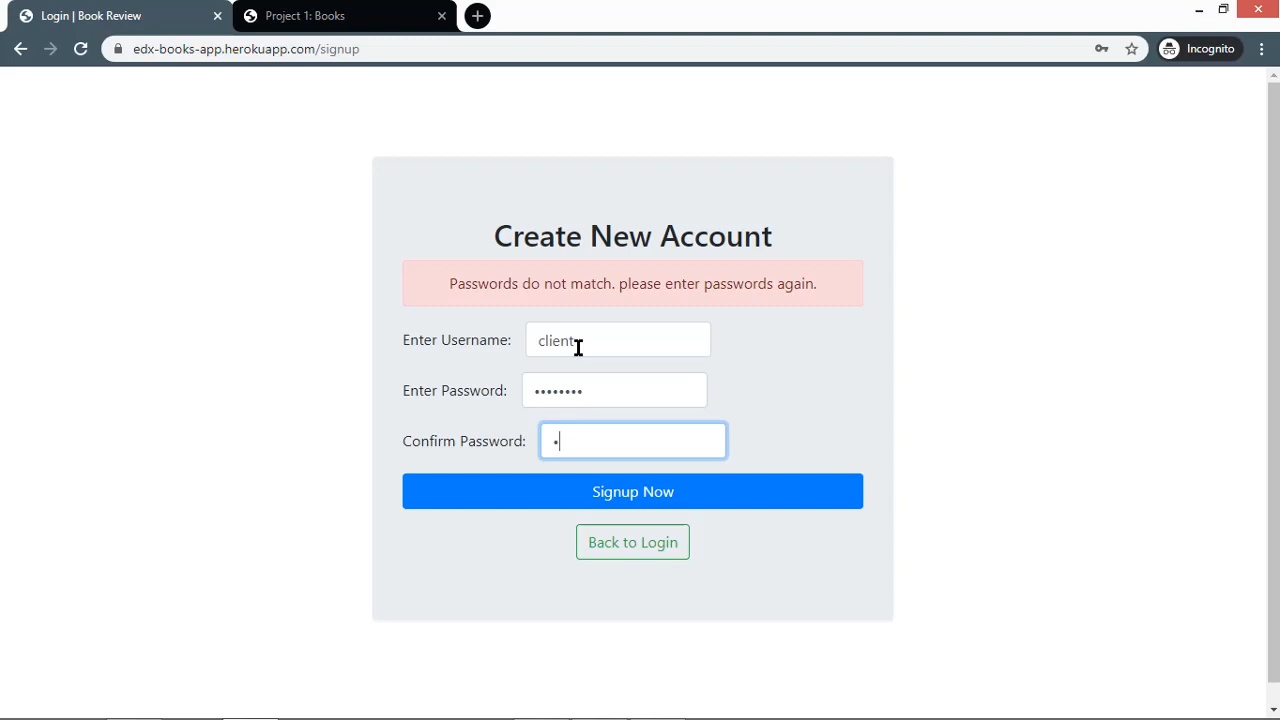 Login | Book Review
Project 1: Books
edx-books-app.herokuapp.com/signup
Incognito
Create New Account
Passwords do not match. please enter passwords again.
Enter Username: client
Enter Password: ••••••••
Confirm Password: •
Signup Now
Back to Login